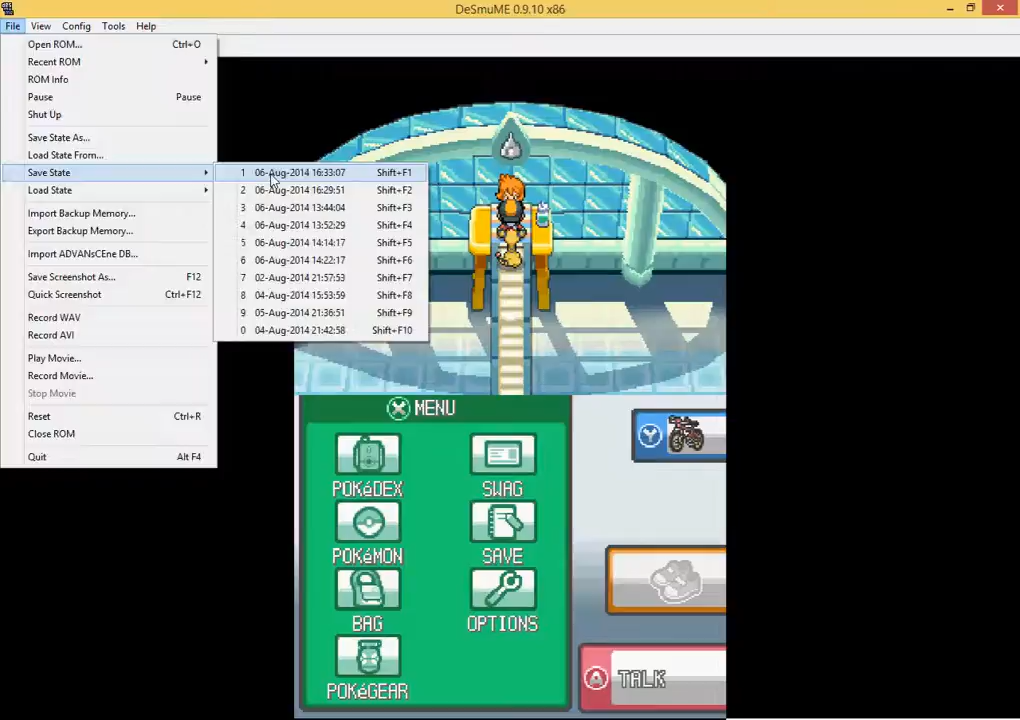 DeSmuME 0.9.10 x86
File View Config Tools Help
Open ROM... Ctrl+O
Recent ROM
ROM Info
Pause Pause
Shut Up
Save State As...
Load State From...
Save State
Load State
Import Backup Memory...
Export Backup Memory...
Import ADVANsCEne DB...
Save Screenshot As... F12
Quick Screenshot Ctrl+F12
Record WAV
Record AVI
Play Movie...
Record Movie...
Stop Movie
Reset Ctrl+R
Close ROM
Quit Alt F4
1 06-Aug-2014 16:33:07 Shift+F1
2 06-Aug-2014 16:29:51 Shift+F2
3 06-Aug-2014 13:44:04 Shift+F3
4 06-Aug-2014 13:52:29 Shift+F4
5 06-Aug-2014 14:14:17 Shift+F5
6 06-Aug-2014 14:22:17 Shift+F6
7 02-Aug-2014 21:57:53 Shift+F7
8 04-Aug-2014 15:53:59 Shift+F8
9 05-Aug-2014 21:36:51 Shift+F9
0 04-Aug-2014 21:42:58 Shift+F10
X MENU
POKéDEX SWAG
POKéMON SAVE
BAG OPTIONS
POKéGEAR
Y
A TALK